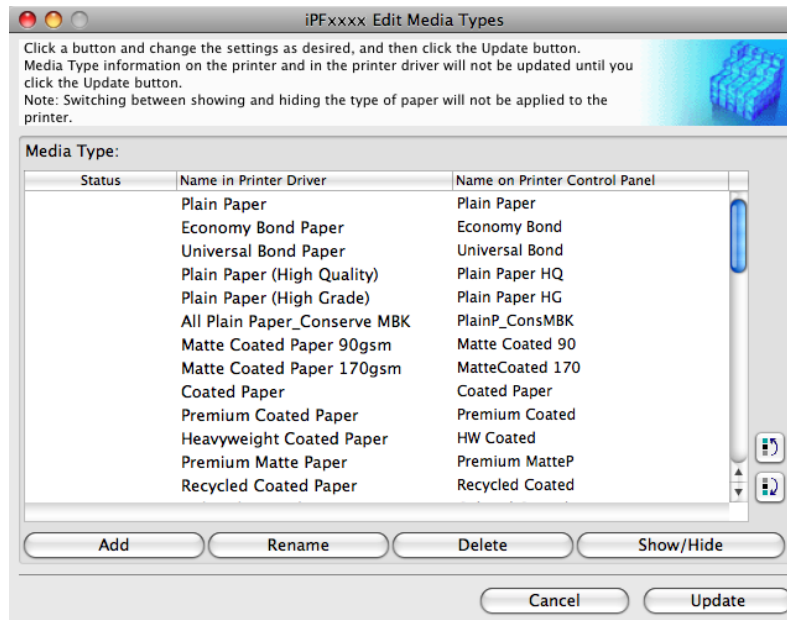 iPFxxxx Edit Media Types
Click a button and change the settings as desired, and then click the Update button.
Media Type information on the printer and in the printer driver will not be updated until you
click the Update button.
Note: Switching between showing and hiding the type of paper will not be applied to the
printer.
Media Type:
Status Name in Printer Driver Name on Printer Control Panel
Plain Paper Plain Paper
Economy Bond Paper Economy Bond
Universal Bond Paper Universal Bond
Plain Paper (High Quality) Plain Paper HQ
Plain Paper (High Grade) Plain Paper HG
All Plain Paper_Conserve MBK PlainP_ConsMBK
Matte Coated Paper 90gsm Matte Coated 90
Matte Coated Paper 170gsm MatteCoated 170
Coated Paper Coated Paper
Premium Coated Paper Premium Coated
Heavyweight Coated Paper HW Coated
Premium Matte Paper Premium MatteP
Recycled Coated Paper Recycled Coated
Add Rename Delete Show/Hide
Cancel Update